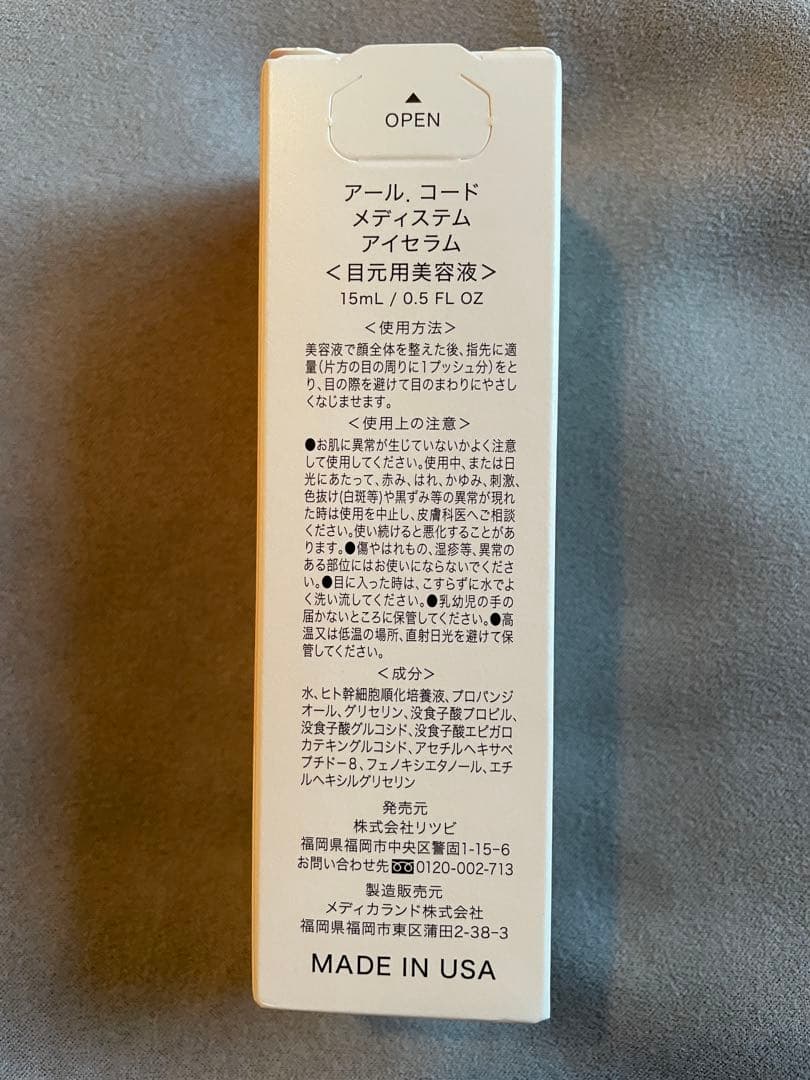 ▲
OPEN
アール. コード
メディステム
アイセラム
＜目元用美容液＞
15mL / 0.5 FL OZ
＜使用方法＞
美容液で顔全体を整えた後、指先に適
量（片方の目の周りに1プッシュ分）をと
り、目の際を避けて目のまわりにやさし
くなじませます。
＜使用上の注意＞
●お肌に異常が生じていないかよく注意
して使用してください。使用中、または日
光にあたって、赤み、はれ、かゆみ、刺激、
色抜け(白斑等)や黒ずみ等の異常が現れ
た時は使用を中止し、皮膚科医へご相談
ください。使い続けると悪化することがあ
ります。●傷やはれもの、湿疹等、異常の
ある部位にはお使いにならないでくださ
い。●目に入った時は、こすらずに水でよ
く洗い流してください。●乳幼児の手の
届かないところに保管してください。●高
温又は低温の場所、直射日光を避けて保
管してください。
＜成分＞
水、ヒト幹細胞順化培養液、プロパンジ
オール、グリセリン、没食子酸プロピル、
没食子酸グルコシド、没食子酸エピガロ
カテキングルコシド、アセチルヘキサペ
プチドー8、フェノキシエタノール、エチ
ルヘキシルグリセリン
発売元
株式会社リツビ
福岡県福岡市中央区警固1-15-6
お問い合わせ先 0120-002-713
製造販売元
メディカランド株式会社
福岡県福岡市東区蒲田2-38-3
MADE IN USA